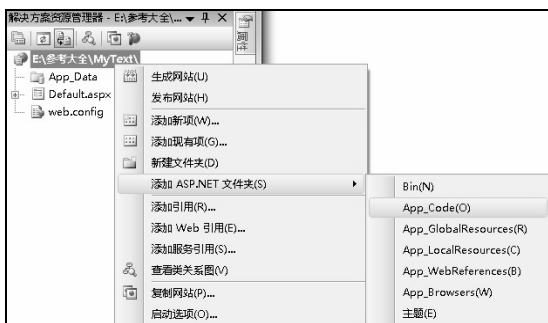 解决方案资源管理器 - E:\参考大全\...
E:\参考大全\MyText\
App_Data
Default.aspx
web.config
生成网站(U)
发布网站(H)
添加新项(W)...
添加现有项(G)...
新建文件夹(D)
添加 ASP.NET 文件夹(S)
添加引用(R)...
添加 Web 引用(E)...
添加服务引用(S)...
查看类关系图(V)
复制网站(P)...
启动选项(O)...
Bin(N)
App_Code(O)
App_GlobalResources(R)
App_LocalResources(C)
App_WebReferences(B)
App_Browsers(W)
主题(E)